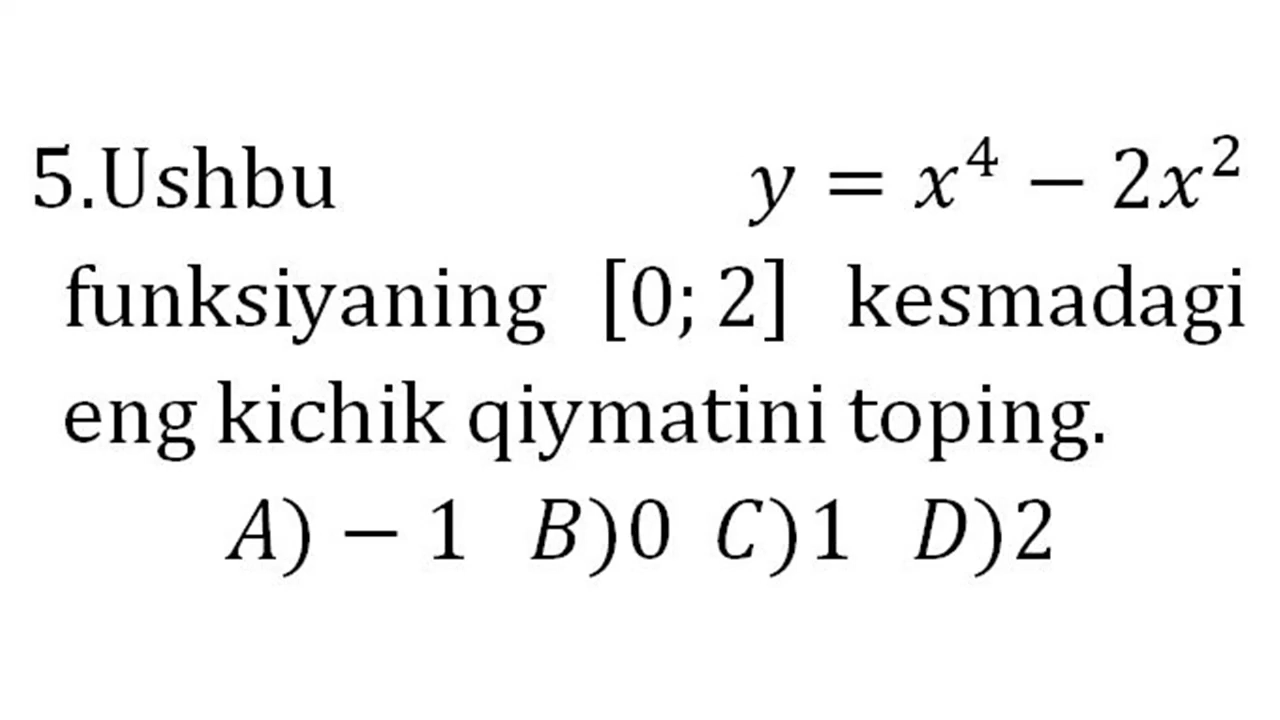 5.Ushbu y = x⁴ − 2x²
funksiyaning [0; 2] kesmadagi
eng kichik qiymatini toping.
A) − 1 B)0 C)1 D)2